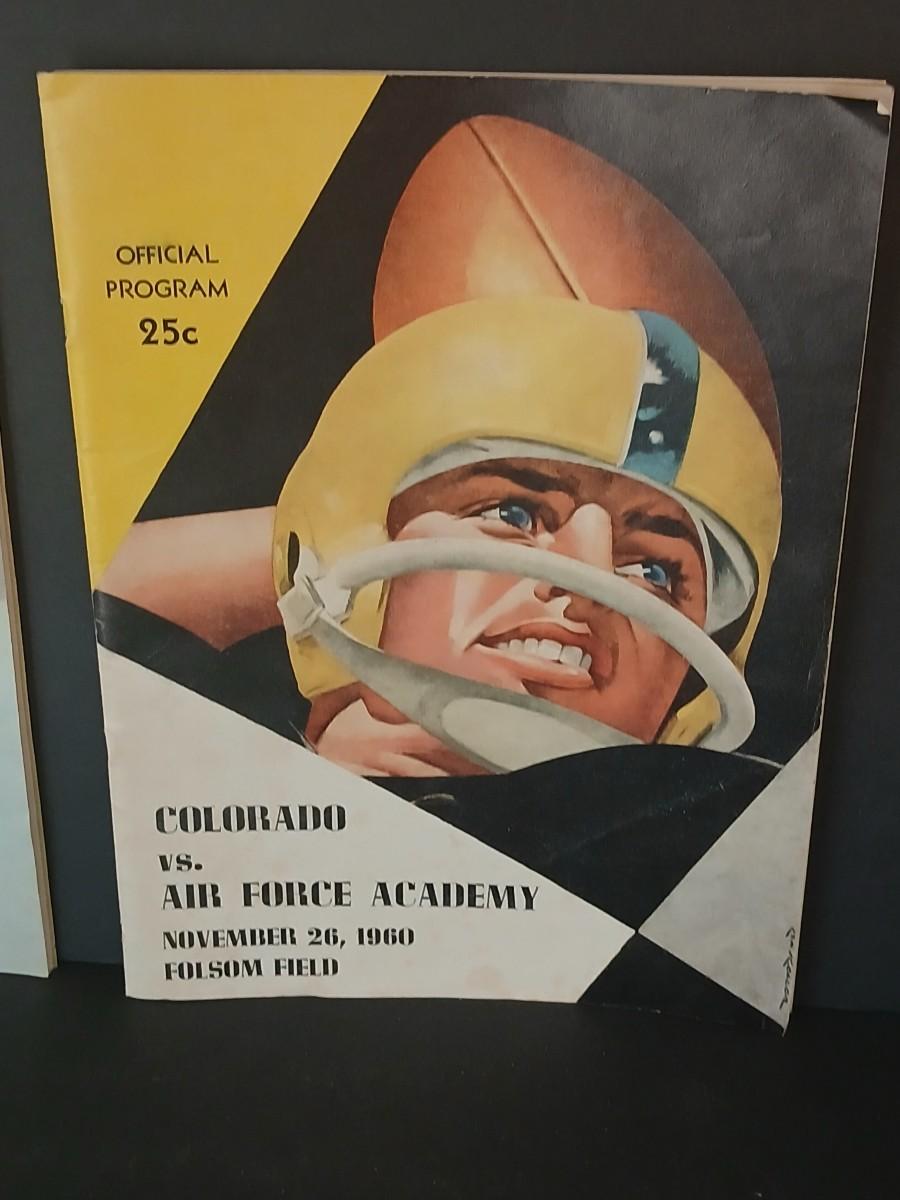 OFFICIAL
PROGRAM
25c
COLORADO
vs.
AIR FORCE ACADEMY
NOVEMBER 26, 1960
FOLSOM FIELD